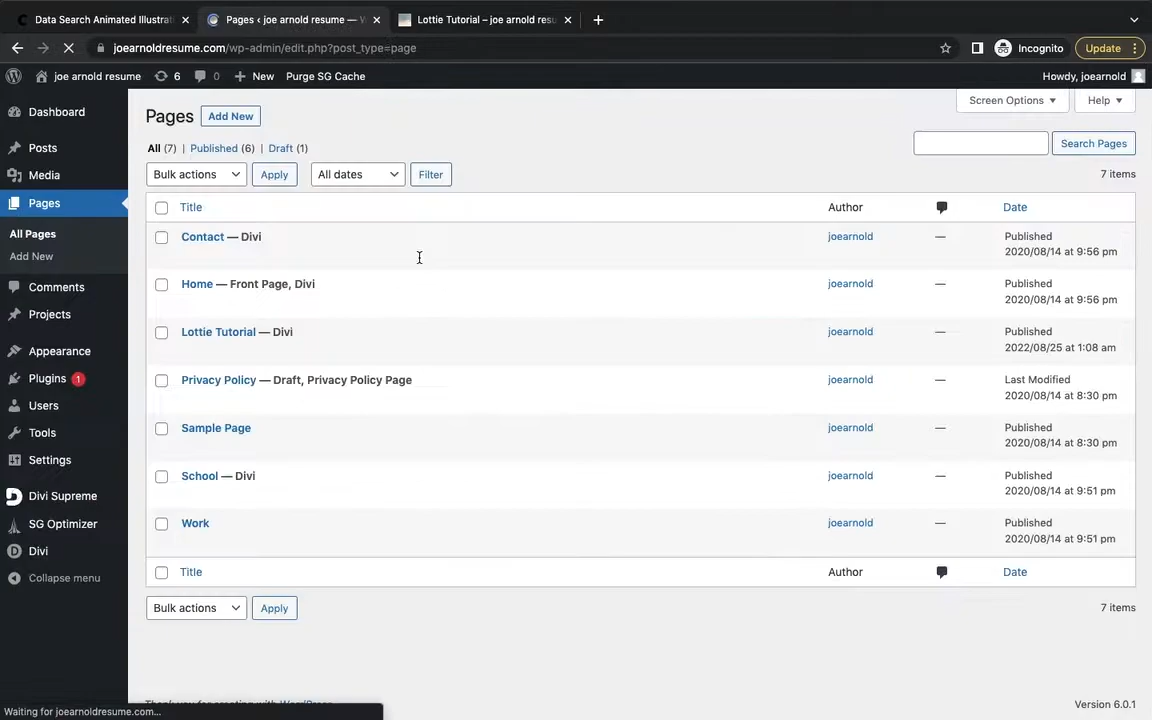 Data Search Animated Illustrat
Pages ‹ joe arnold resume — W
Lottie Tutorial – joe arnold resu
joearnoldresume.com/wp-admin/edit.php?post_type=page
Incognito
Update
joe arnold resume
6
0
New
Purge SG Cache
Howdy, joearnold
Dashboard
Posts
Media
Pages
All Pages
Add New
Comments
Projects
Appearance
Plugins 1
Users
Tools
Settings
Divi Supreme
SG Optimizer
Divi
Collapse menu
Pages Add New
Screen Options
Help
All (7) | Published (6) | Draft (1)
Search Pages
Bulk actions Apply All dates Filter
7 items
Title Author Date
Contact — Divi joearnold — Published
2020/08/14 at 9:56 pm
Home — Front Page, Divi joearnold — Published
2020/08/14 at 9:56 pm
Lottie Tutorial — Divi joearnold — Published
2022/08/25 at 1:08 am
Privacy Policy — Draft, Privacy Policy Page joearnold — Last Modified
2020/08/14 at 8:30 pm
Sample Page joearnold — Published
2020/08/14 at 8:30 pm
School — Divi joearnold — Published
2020/08/14 at 9:51 pm
Work joearnold — Published
2020/08/14 at 9:51 pm
Title Author Date
Bulk actions Apply
7 items
Thank you for creating with WordPress.
Version 6.0.1
Waiting for joearnoldresume.com...